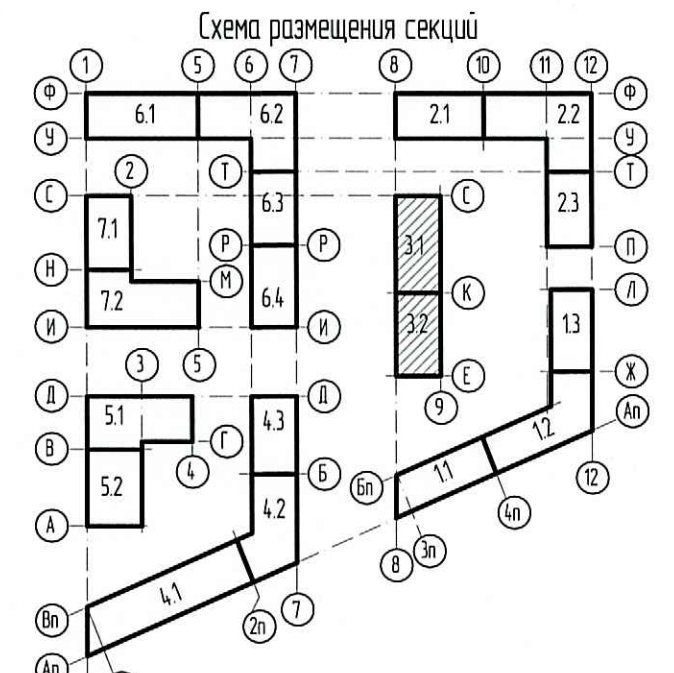 Схема размещения секций
1 5 6 7 8 10 11 12
Ф 6.1 6.2 2.1 2.2 Ф
У У
2 Т Т
С 7.1 6.3 3.1 С 2.3
Р Р П
Н М К Л
7.2 6.4 3.2 1.3
И И
3 5 Е Ж
Д 5.1 4.3 Д 9 Ап
В Г 1.2
4 Б Бп 1.1 12
5.2 4.2 4п
А 3п
8
4.1 7
Вп 2п
Ап